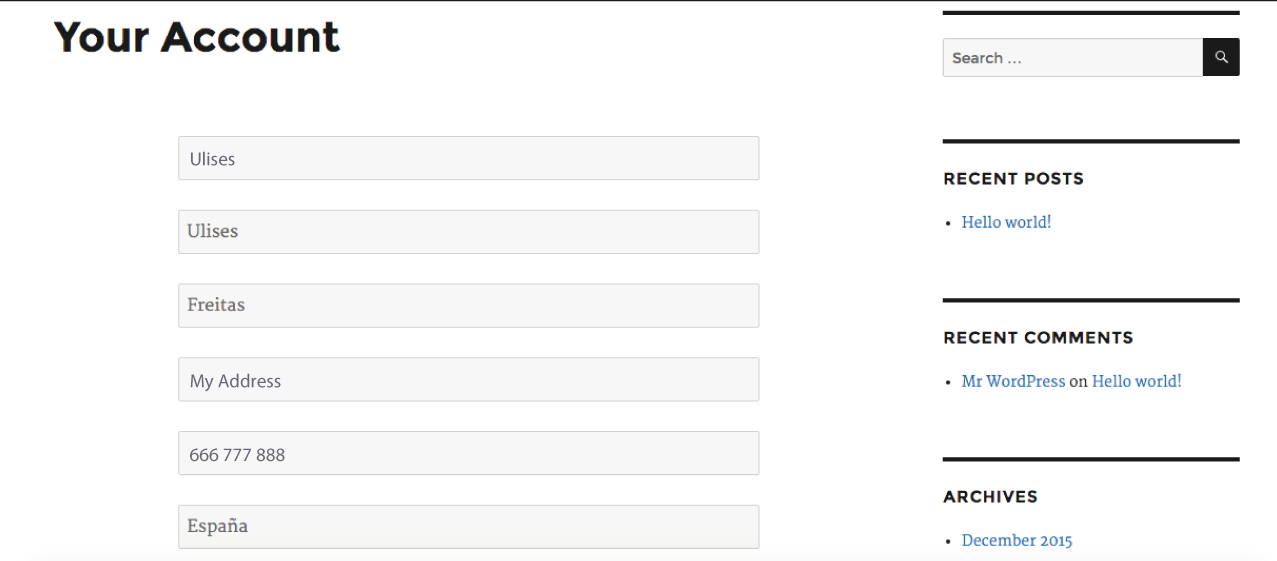 Your Account
Ulises
Ulises
Freitas
My Address
666 777 888
España
Search …
RECENT POSTS
Hello world!
RECENT COMMENTS
Mr WordPress on Hello world!
ARCHIVES
December 2015